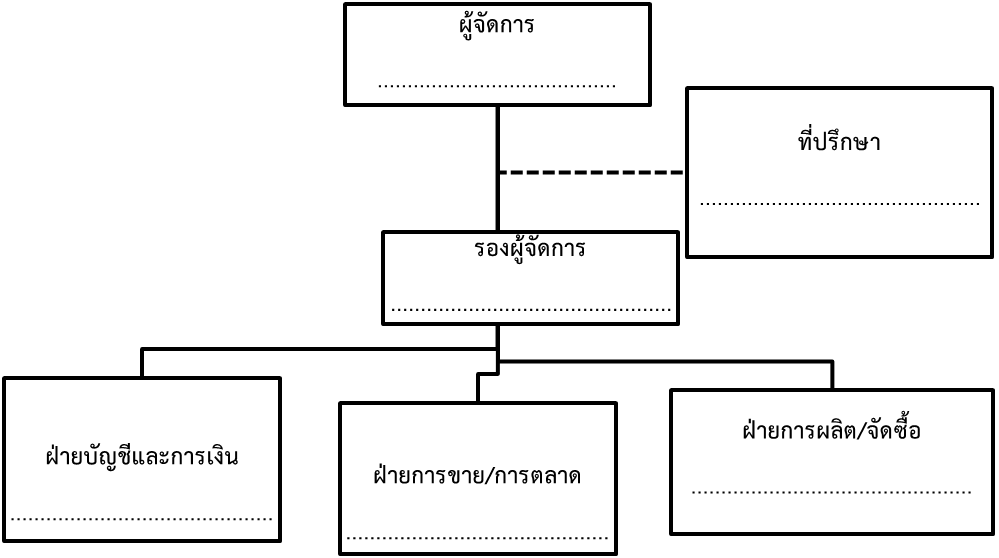 ผู้จัดการ
........................................
ที่ปรึกษา
...............................................
รองผู้จัดการ
...............................................
ฝ่ายบัญชีและการเงิน
............................................
ฝ่ายการขาย/การตลาด
............................................
ฝ่ายการผลิต/จัดซื้อ
...............................................